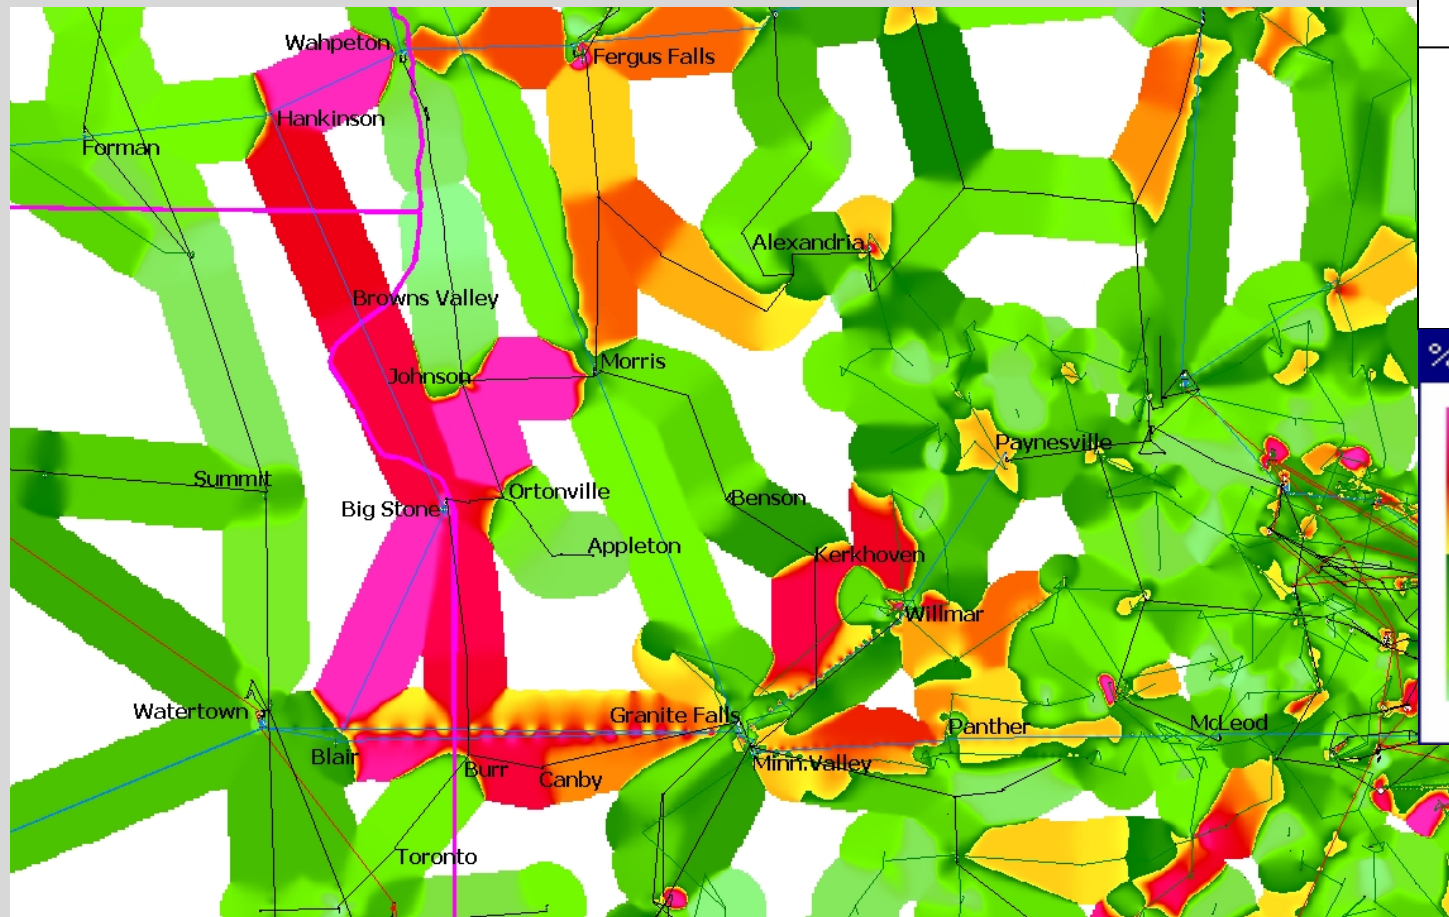 Wahpeton
Fergus Falls
Hankinson
Forman
Alexandria
Browns Valley
Morris
Johnson
%
Paynesville
Summit
Ortonville
Benson
Big Stone
Appleton
Kerkhoven
Willmar
Watertown
Granite Falls
Panther
McLeod
Blair
Burr
Minn.Valley
Canby
Toronto